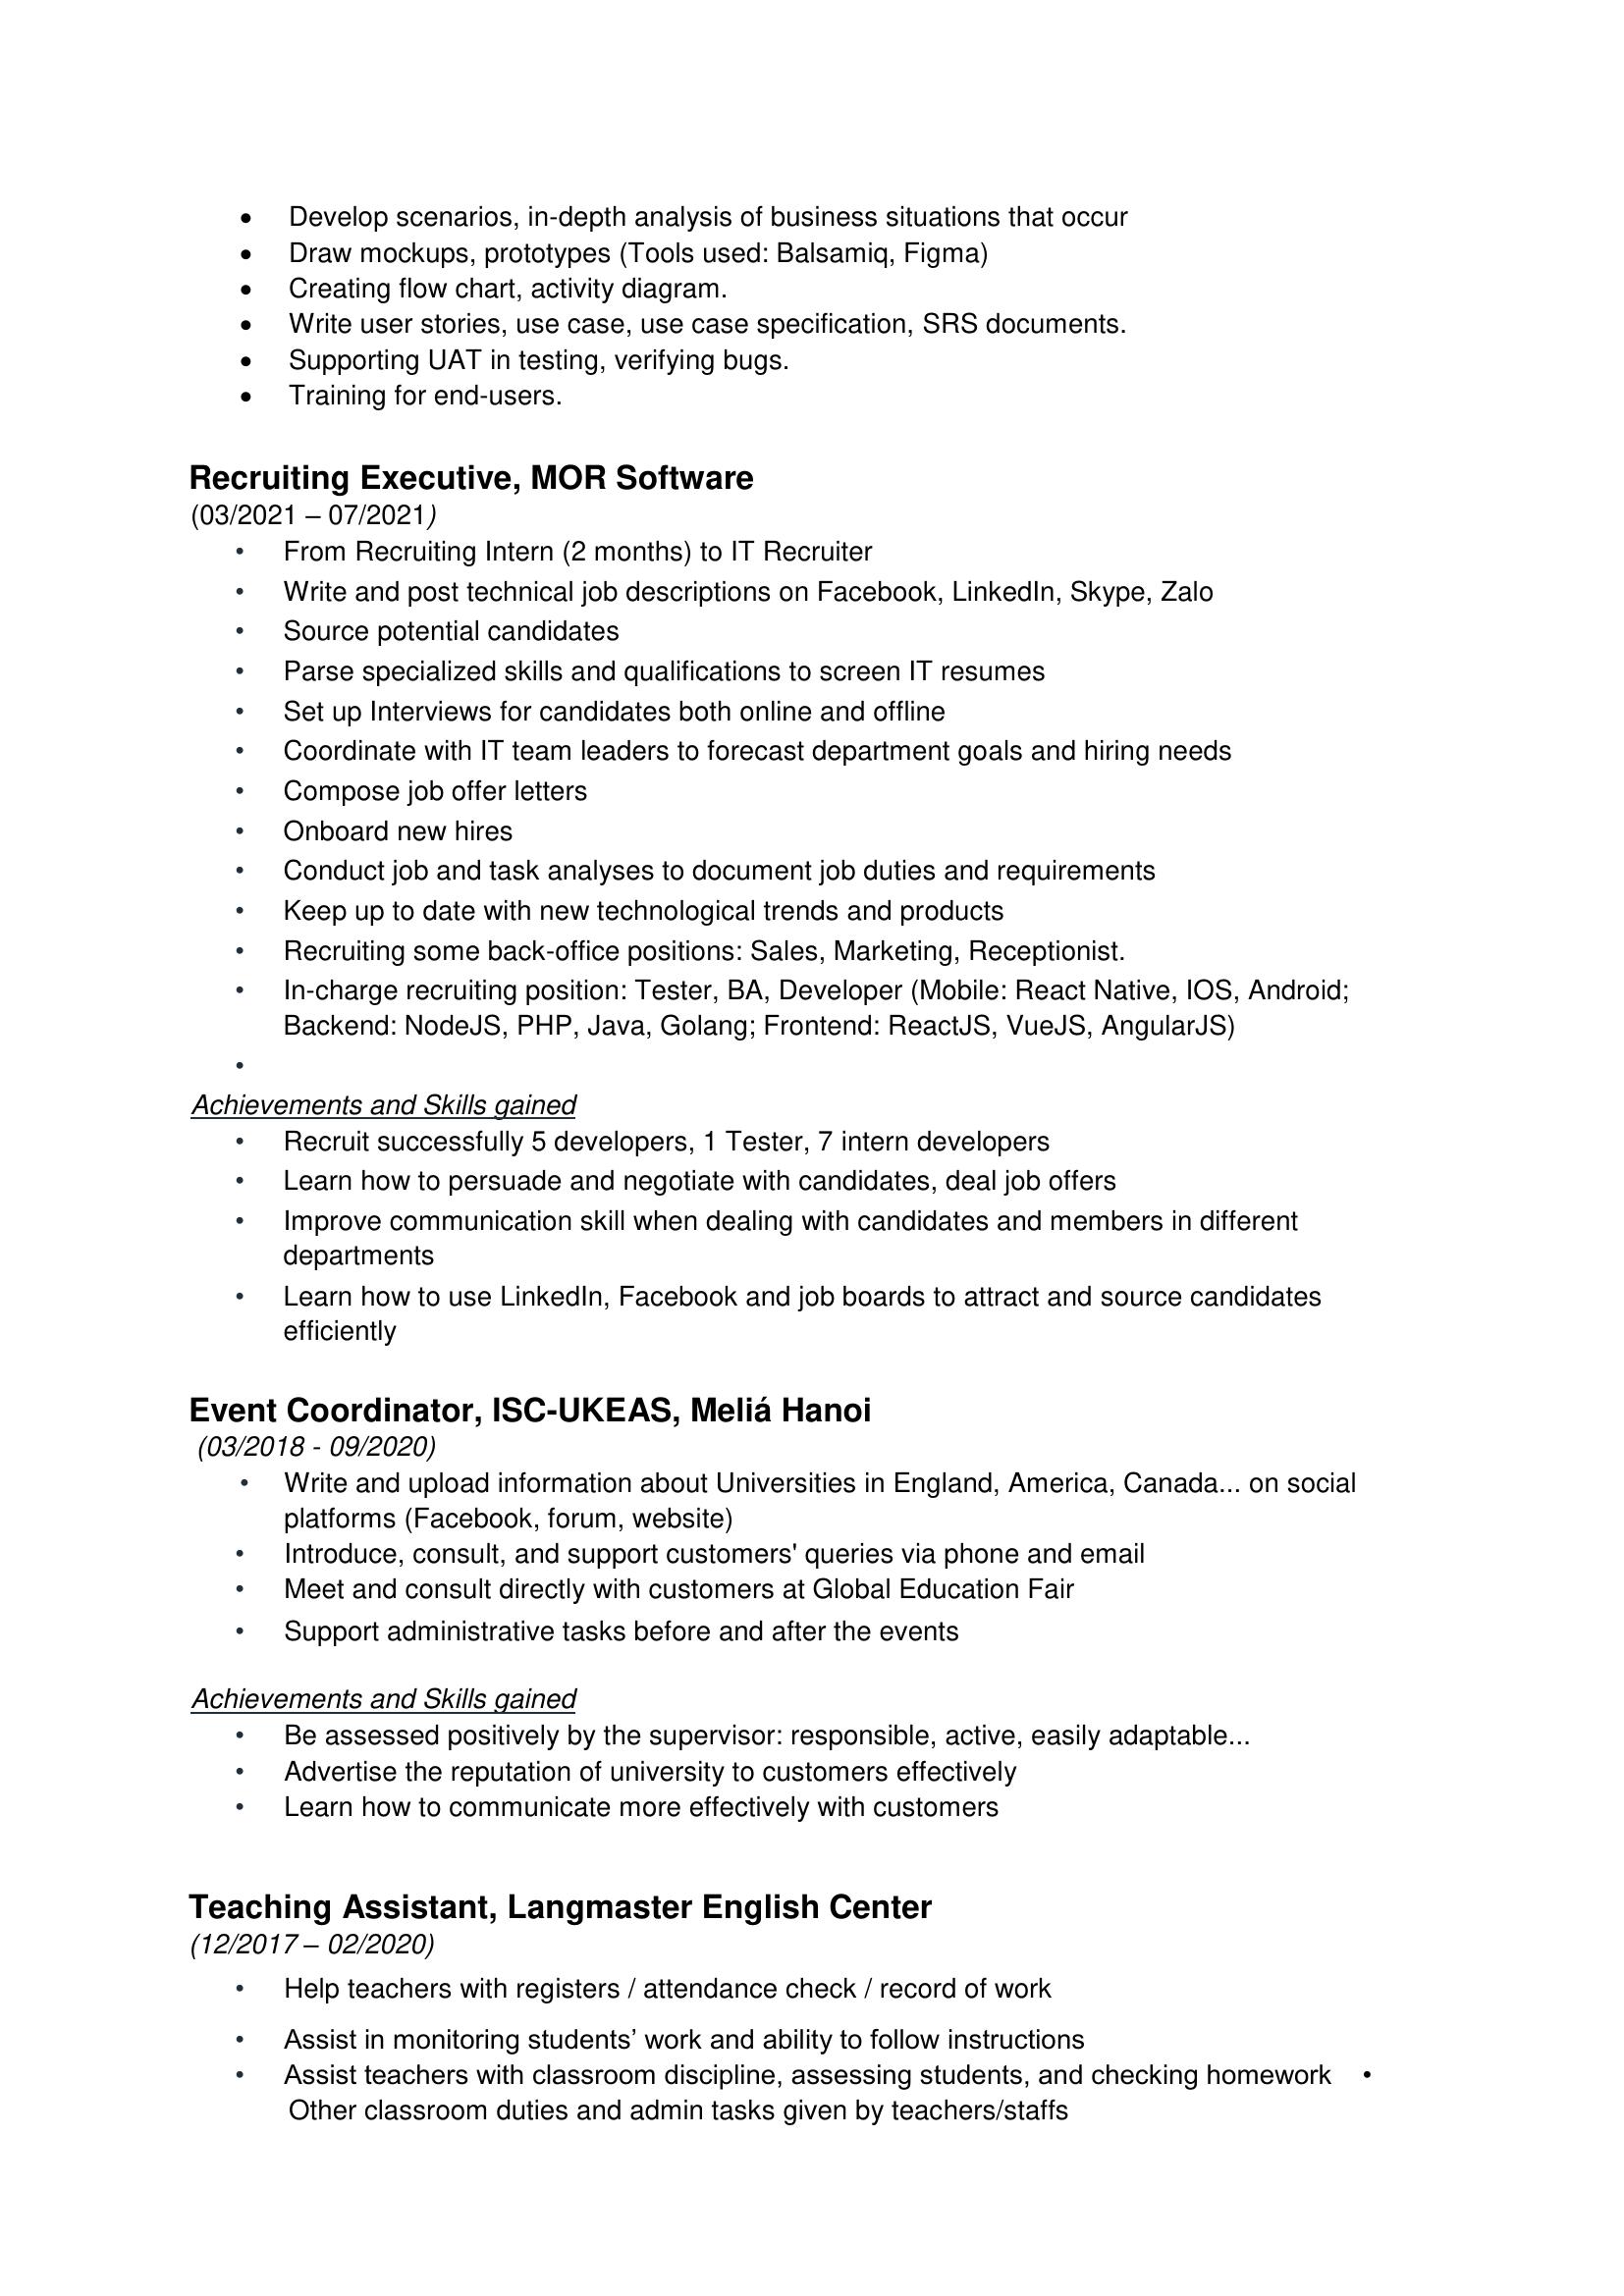 • Develop scenarios, in-depth analysis of business situations that occur
• Draw mockups, prototypes (Tools used: Balsamiq, Figma)
• Creating flow chart, activity diagram.
• Write user stories, use case, use case specification, SRS documents.
• Supporting UAT in testing, verifying bugs.
• Training for end-users.
Recruiting Executive, MOR Software
(03/2021 – 07/2021)
• From Recruiting Intern (2 months) to IT Recruiter
• Write and post technical job descriptions on Facebook, LinkedIn, Skype, Zalo
• Source potential candidates
• Parse specialized skills and qualifications to screen IT resumes
• Set up Interviews for candidates both online and offline
• Coordinate with IT team leaders to forecast department goals and hiring needs
• Compose job offer letters
• Onboard new hires
• Conduct job and task analyses to document job duties and requirements
• Keep up to date with new technological trends and products
• Recruiting some back-office positions: Sales, Marketing, Receptionist.
• In-charge recruiting position: Tester, BA, Developer (Mobile: React Native, IOS, Android;
Backend: NodeJS, PHP, Java, Golang; Frontend: ReactJS, VueJS, AngularJS)
•
Achievements and Skills gained
• Recruit successfully 5 developers, 1 Tester, 7 intern developers
• Learn how to persuade and negotiate with candidates, deal job offers
• Improve communication skill when dealing with candidates and members in different
departments
• Learn how to use LinkedIn, Facebook and job boards to attract and source candidates
efficiently
Event Coordinator, ISC-UKEAS, Meliá Hanoi
(03/2018 - 09/2020)
• Write and upload information about Universities in England, America, Canada... on social
platforms (Facebook, forum, website)
• Introduce, consult, and support customers' queries via phone and email
• Meet and consult directly with customers at Global Education Fair
• Support administrative tasks before and after the events
Achievements and Skills gained
• Be assessed positively by the supervisor: responsible, active, easily adaptable...
• Advertise the reputation of university to customers effectively
• Learn how to communicate more effectively with customers
Teaching Assistant, Langmaster English Center
(12/2017 – 02/2020)
• Help teachers with registers / attendance check / record of work
• Assist in monitoring students’ work and ability to follow instructions
• Assist teachers with classroom discipline, assessing students, and checking homework •
Other classroom duties and admin tasks given by teachers/staffs